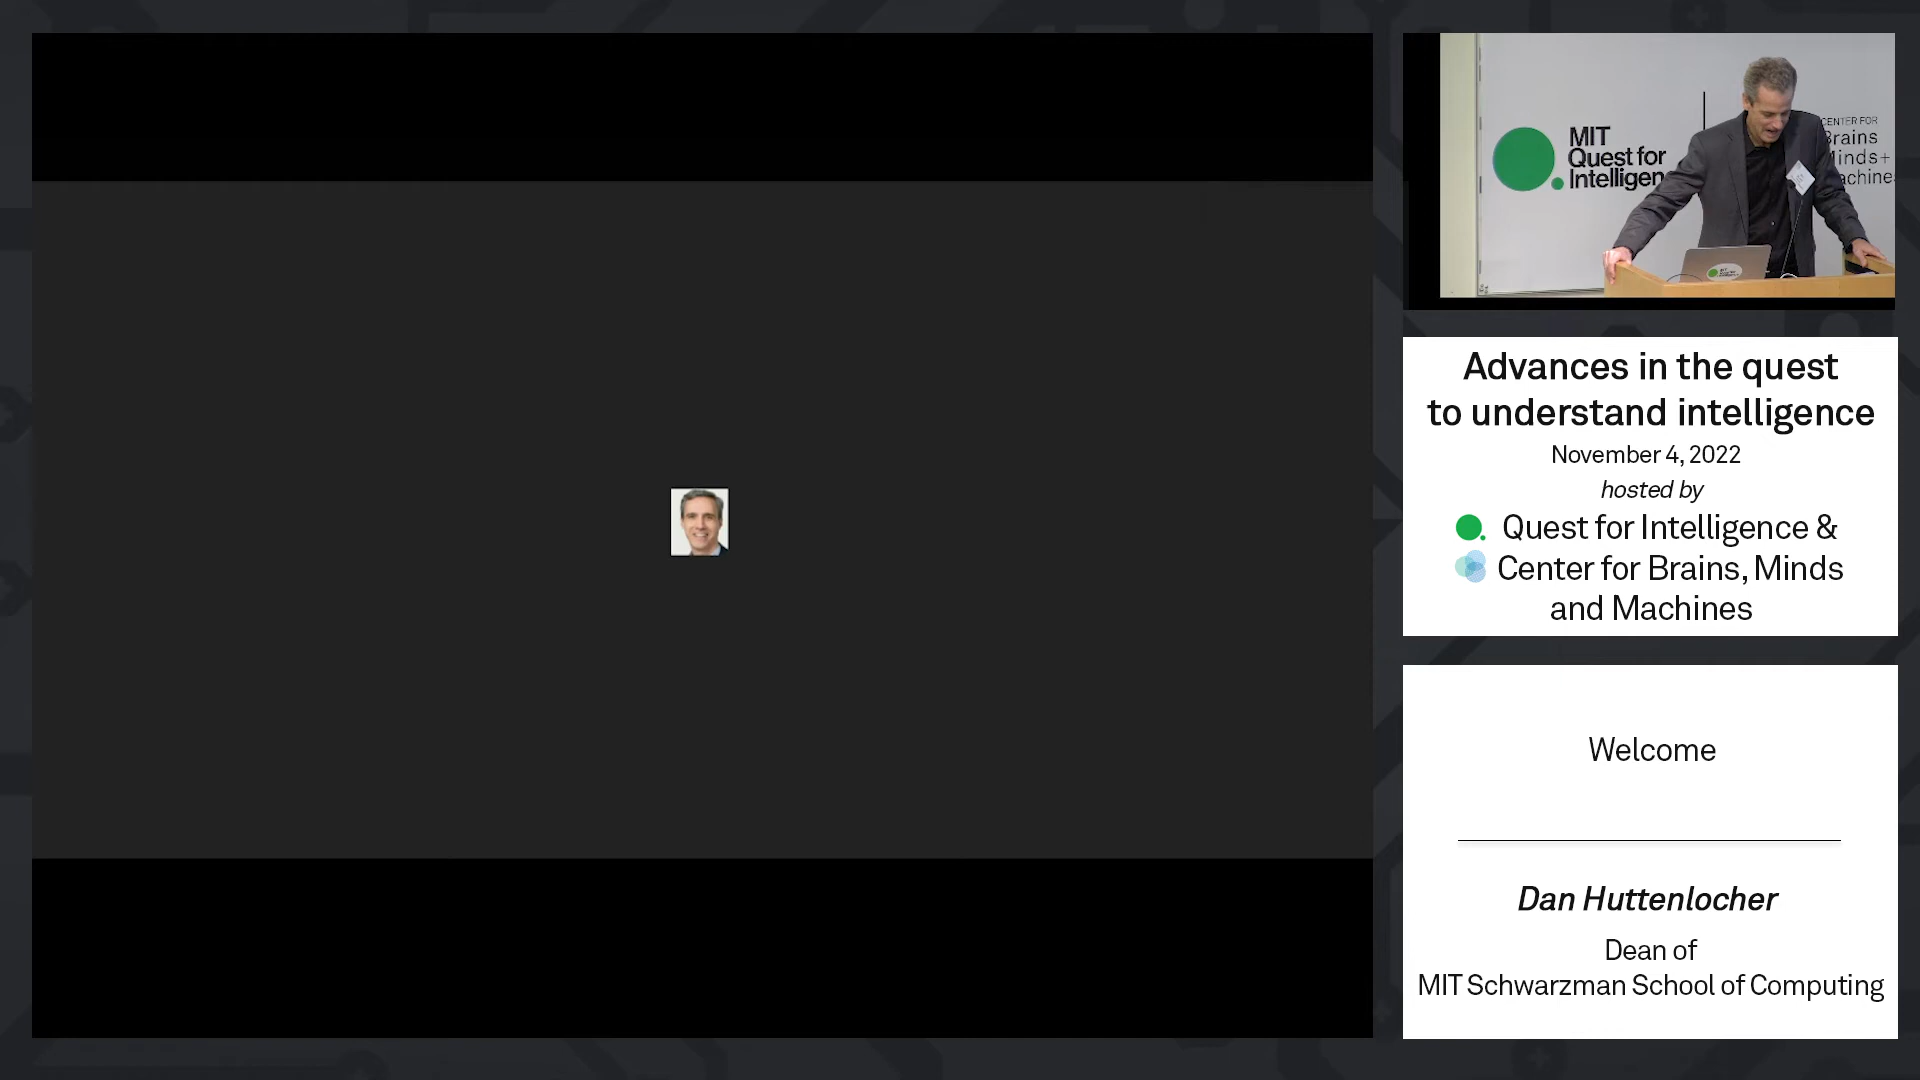 MIT
Quest for
Intelligen
CENTER FOR
Brains
Minds+
achines
Advances in the quest
to understand intelligence
November 4, 2022
hosted by
Quest for Intelligence &
Center for Brains, Minds
and Machines
Welcome
Dan Huttenlocher
Dean of
MIT Schwarzman School of Computing